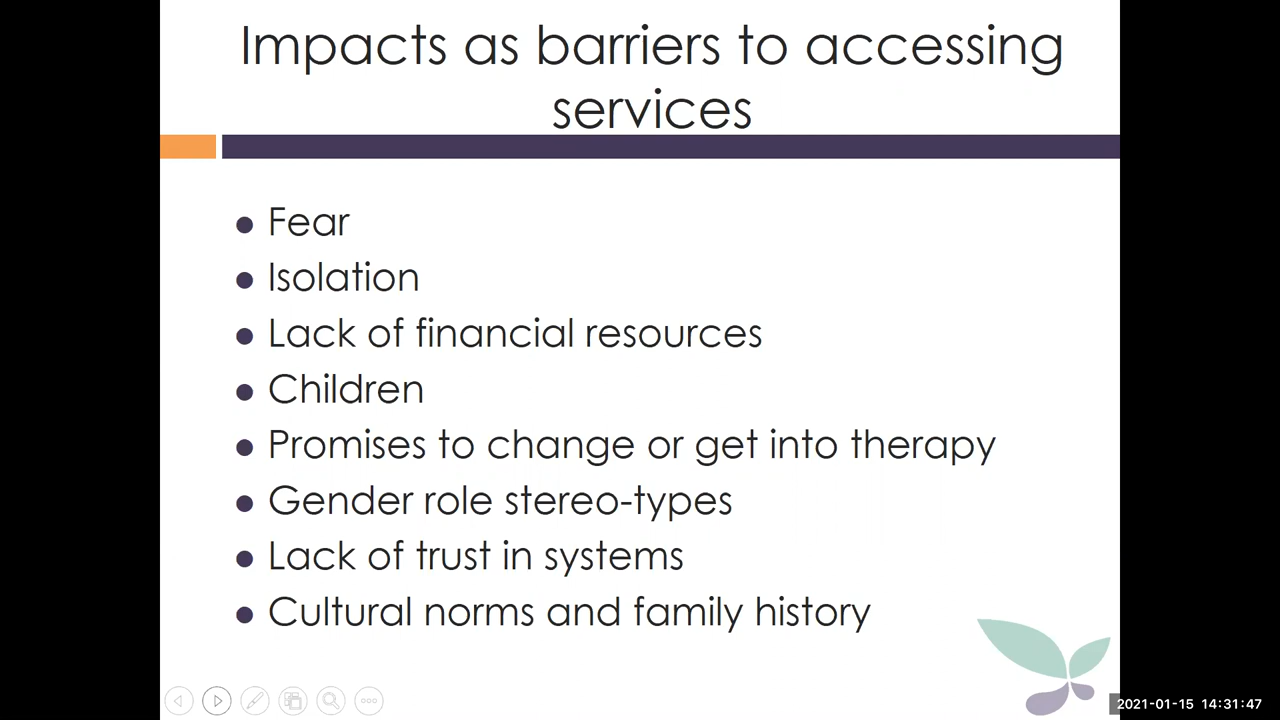 Impacts as barriers to accessing
services
● Fear
● Isolation
● Lack of financial resources
● Children
● Promises to change or get into therapy
● Gender role stereo-types
● Lack of trust in systems
● Cultural norms and family history
2021-01-15 14:31:47